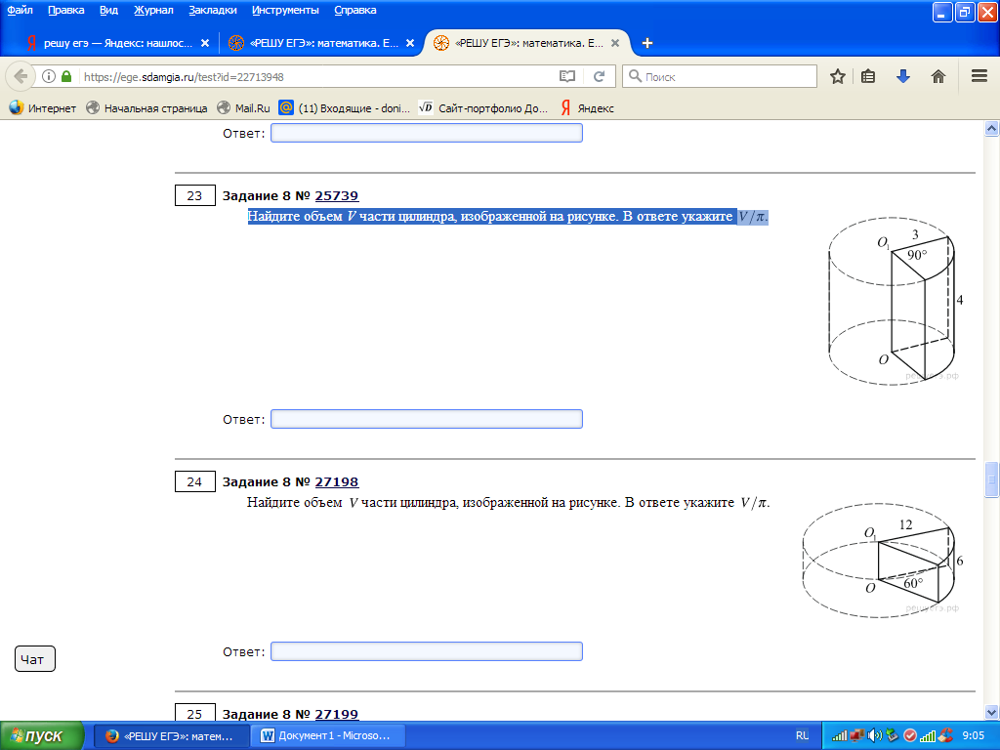 Файл Правка Вид Журнал Закладки Инструменты Справка
Я решу егэ — Яндекс: нашлос... × «РЕШУ ЕГЭ»: математика. Е... × «РЕШУ ЕГЭ»: математика. Е... × +
https://ege.sdamgia.ru/test?id=22713948 Поиск
Интернет Начальная страница Mail.Ru @ (11) Входящие - doni... √D Сайт-портфолио До... Я Яндекс
Ответ:
23 Задание 8 № 25739
Найдите объем V части цилиндра, изображенной на рисунке. В ответе укажите V/π.
3
O₁
90°
4
O
решуегэ.рф
Ответ:
24 Задание 8 № 27198
Найдите объем V части цилиндра, изображенной на рисунке. В ответе укажите V/π.
12
O₁
6
60°
O
решуегэ.рф
Чат
Ответ:
25 Задание 8 № 27199
пуск «РЕШУ ЕГЭ»: матем... W Документ1 - Microso... RU 9:05